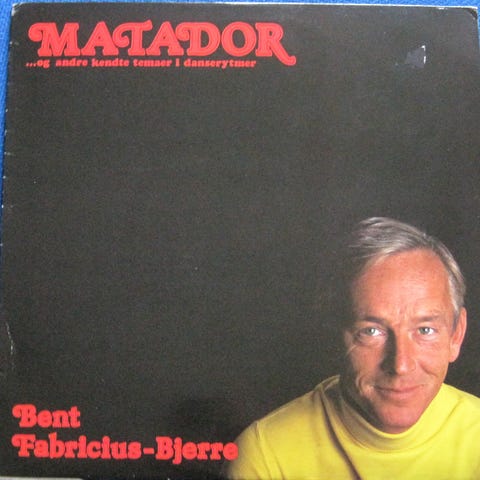 MATADOR
...og andre kendte temaer i danserytmer
Bent
Fabricius-Bjerre